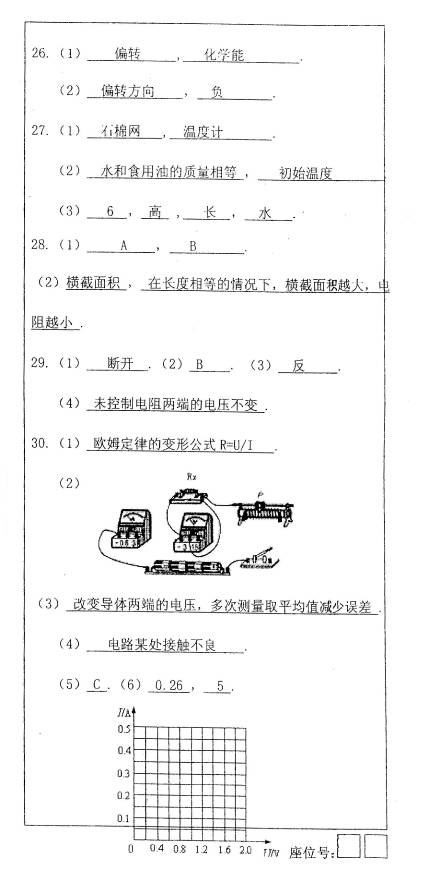 26.（1） 偏转 ， 化学能 .
（2） 偏转方向 ， 负 .
27.（1） 石棉网 ， 温度计 .
（2） 水和食用油的质量相等 ， 初始温度
（3） 6 ， 高 ， 长 ， 水 .
28.（1） A ， B .
（2）横截面积 ， 在长度相等的情况下，横截面积越大，电
阻越小 .
29.（1） 断开 .（2） B .（3） 反 .
（4） 未控制电阻两端的电压不变 .
30.（1） 欧姆定律的变形公式 R=U/I
（2）
Rx
P
（3） 改变导体两端的电压，多次测量取平均值减少误差 .
（4） 电路某处接触不良 .
（5） C .（6） 0.26 ， 5 .
I/A
0.5
0.4
0.3
0.2
0.1
0 0.4 0.8 1.2 1.6 2.0 U/V 座位号: